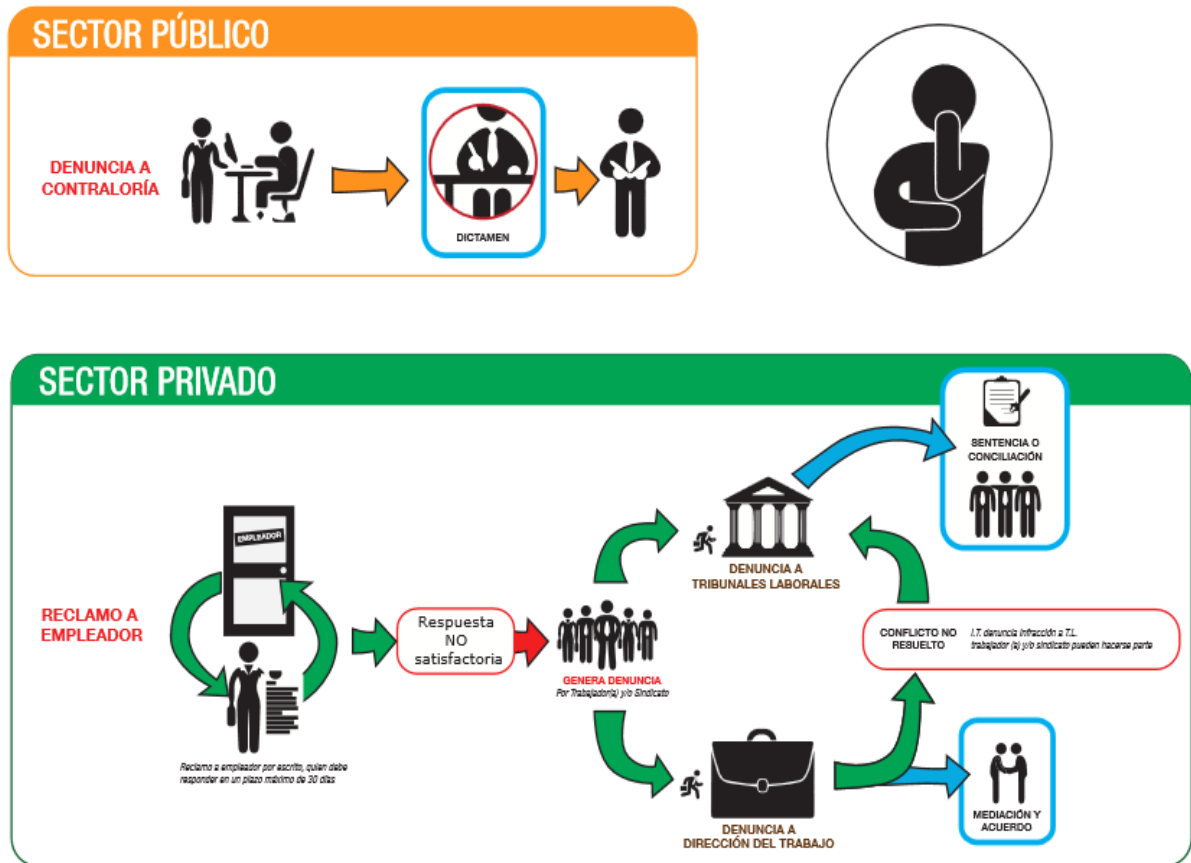 SECTOR PÚBLICO
DENUNCIA A
CONTRALORÍA
DICTAMEN
SECTOR PRIVADO
RECLAMO A
EMPLEADOR
EMPLEADOR
Reclamo a empleador por escrito, quien debe
responder en un plazo máximo de 30 días
Respuesta
NO
satisfactoria
GENERA DENUNCIA
Por Trabajador(a) y/o Sindicato
DENUNCIA A
TRIBUNALES LABORALES
SENTENCIA O
CONCILIACIÓN
CONFLICTO NO
RESUELTO
I.T. denuncia infracción a T.L.
trabajador (a) y/o sindicato pueden hacerse parte
DENUNCIA A
DIRECCIÓN DEL TRABAJO
MEDIACIÓN Y
ACUERDO